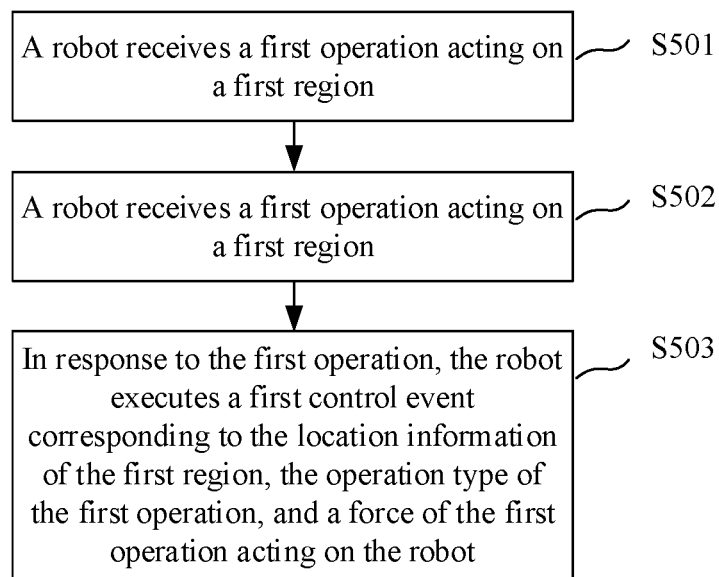 A robot receives a first operation acting on
a first region
S501
A robot receives a first operation acting on
a first region
S502
In response to the first operation, the robot
executes a first control event
corresponding to the location information
of the first region, the operation type of
the first operation, and a force of the first
operation acting on the robot
S503